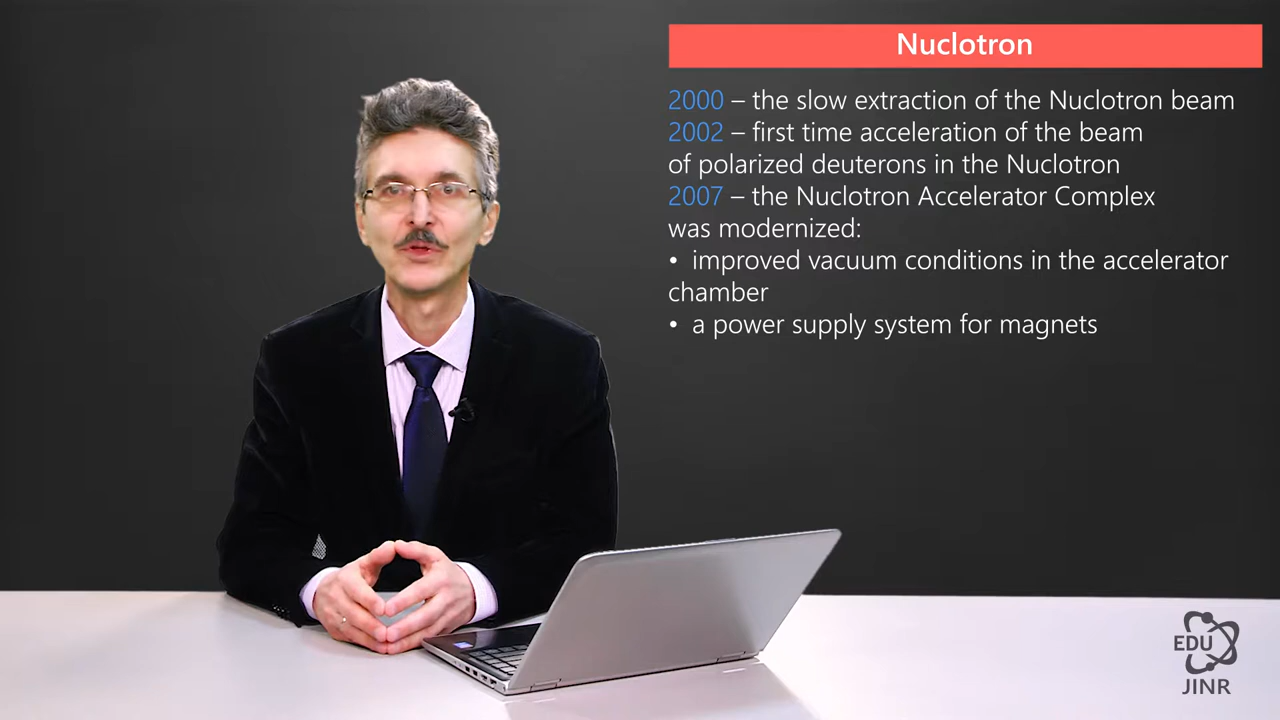 Nuclotron
2000 – the slow extraction of the Nuclotron beam
2002 – first time acceleration of the beam
of polarized deuterons in the Nuclotron
2007 – the Nuclotron Accelerator Complex
was modernized:
• improved vacuum conditions in the accelerator
chamber
• a power supply system for magnets
EDU
JINR